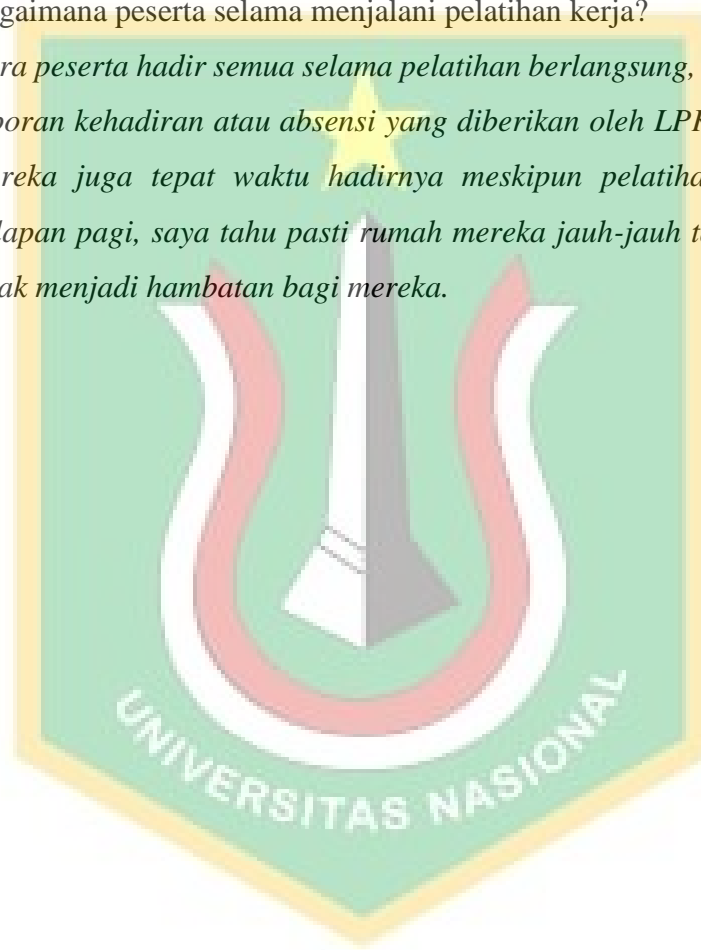 gaimana peserta selama menjalani pelatihan kerja?
ra peserta hadir semua selama pelatihan berlangsung,
poran kehadiran atau absensi yang diberikan oleh
reka juga tepat waktu hadirnya meskipun
lapan pagi, saya tahu pasti rumah mereka jauh-jauh
ak menjadi hambatan bagi mereka.
UNIVERSITAS NASIONAL